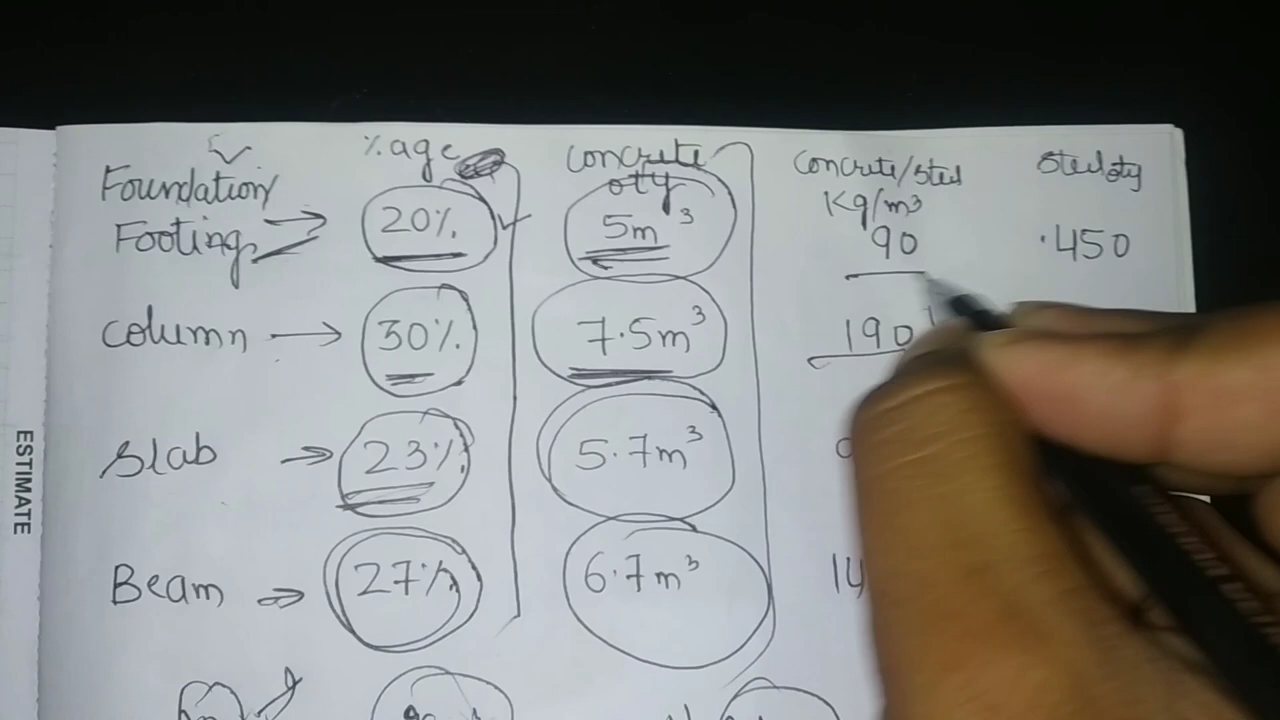 %age concrete concrete/steel steel qty
Foundation qty kg/m³
Footing 20% 5m³ 90 450
column 30% 7.5m³ 190
slab 23% 5.7m³
Beam 27% 6.7m³ 14
ESTIMATE